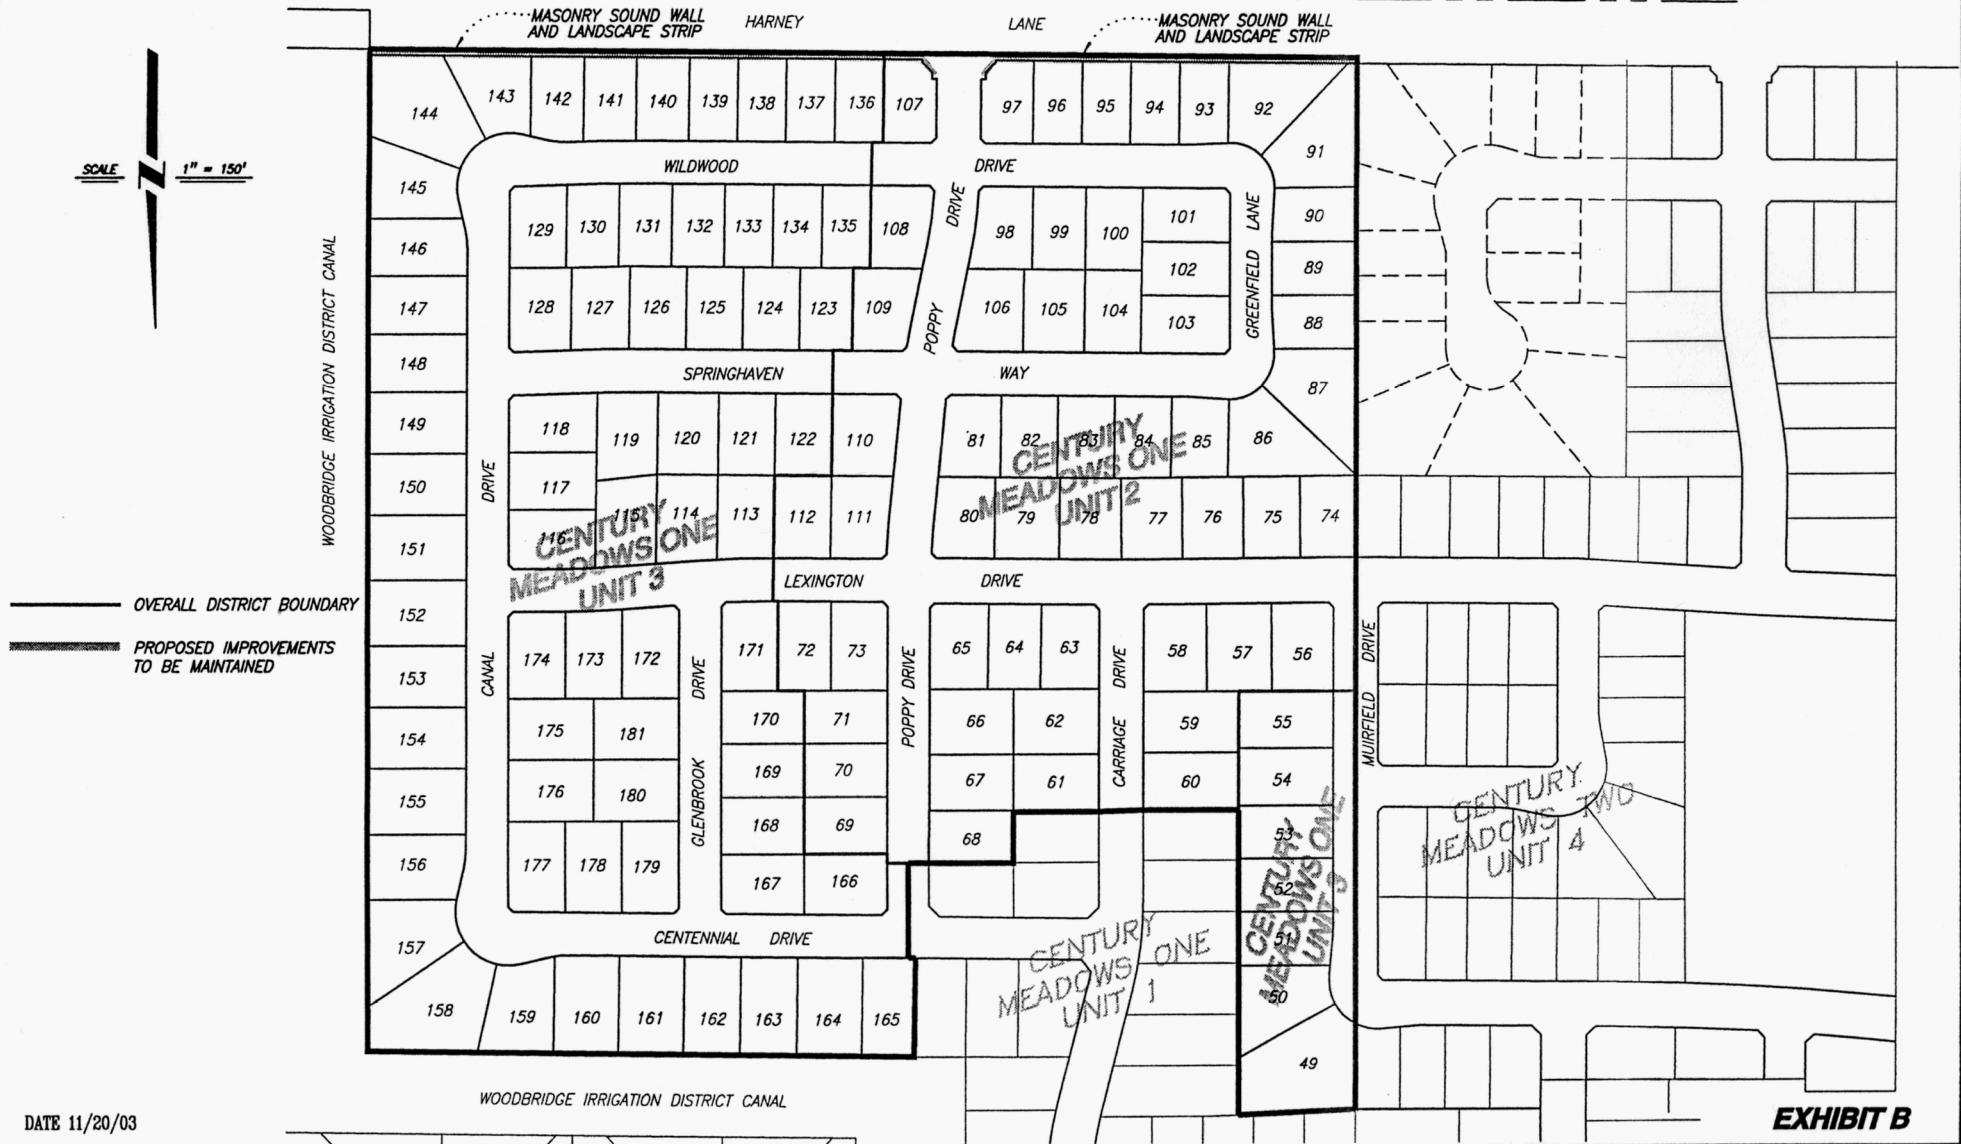 MASONRY SOUND WALL
AND LANDSCAPE STRIP
HARNEY
LANE
MASONRY SOUND WALL
AND LANDSCAPE STRIP
SCALE
N
1" = 150'
144 143 142 141 140 139 138 137 136 107
97 96 95 94 93 92
91
WILDWOOD
DRIVE
145
129 130 131 132 133 134 135 108
DRIVE
98 99 100
101
90
146
102
89
GREENFIELD LANE
147
128 127 126 125 124 123 109
POPPY
106 105 104
103
88
WOODBRIDGE IRRIGATION DISTRICT CANAL
148
SPRINGHAVEN
WAY
87
149
118
119 120 121 122 110
81 82 83 84 85 86
CENTURY
MEADOWS ONE
UNIT 2
150
117
DRIVE
116 115 114 113 112 111
80 79 78 77 76 75 74
CENTURY
MEADOWS ONE
UNIT 3
151
LEXINGTON
DRIVE
OVERALL DISTRICT BOUNDARY
PROPOSED IMPROVEMENTS
TO BE MAINTAINED
152
174 173 172
171 72 73
65 64 63
58 57 56
153
CANAL
DRIVE
POPPY DRIVE
DRIVE
MUIRFIELD DRIVE
154
175 181
170 71
66 62
59 55
155
176 180
GLENBROOK
169 70
67 61
CARRIAGE
60 54
168 69
68
53
156
177 178 179
167 166
52
CENTURY
MEADOWS ONE
UNIT 3
CENTURY
MEADOWS TWO
UNIT 4
157
CENTENNIAL DRIVE
51
CENTURY
MEADOWS ONE
UNIT 1
50
158 159 160 161 162 163 164 165
49
WOODBRIDGE IRRIGATION DISTRICT CANAL
DATE 11/20/03
EXHIBIT B